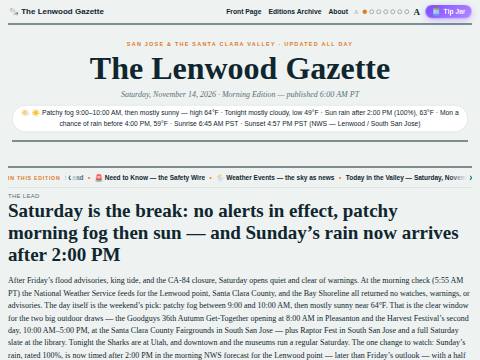 🗞️ The Lenwood Gazette
Front Page Editions Archive About A A Tip Jar
SAN JOSE & THE SANTA CLARA VALLEY · UPDATED ALL DAY
The Lenwood Gazette
Saturday, November 14, 2026 · Morning Edition — published 6:00 AM PT
Patchy fog 9:00–10:00 AM, then mostly sunny — high 64°F · Tonight mostly cloudy, low 49°F · Sun rain after 2:00 PM (100%), 63°F · Mon a
chance of rain before 4:00 PM, 59°F · Sunrise 6:45 AM PST · Sunset 4:57 PM PST (NWS — Lenwood / South San Jose)
IN THIS EDITION ‹ ead • 🚨 Need to Know — the Safety Wire • Weather Events — the sky as news • Today in the Valley — Saturday, Novem ›
THE LEAD
Saturday is the break: no alerts in effect, patchy
morning fog then sun — and Sunday’s rain now arrives
after 2:00 PM
After Friday’s flood advisories, king tide, and the CA-84 closure, Saturday opens quiet and clear of warnings. At the morning check (5:55 AM
PT) the National Weather Service feeds for the Lenwood point, Santa Clara County, and the Bay Shoreline all returned no watches, warnings, or
advisories. The day itself is the weekend’s pick: patchy fog between 9:00 and 10:00 AM, then mostly sunny near 64°F. That is the clear window
for the two big outdoor draws — the Goodguys 36th Autumn Get-Together opening at 8:00 AM in Pleasanton and the Harvest Festival’s second
day, 10:00 AM–5:00 PM, at the Santa Clara County Fairgrounds in South San Jose — plus Raptor Fest in South San Jose and a full Saturday
slate at the library. Tonight the Sharks are at Utah, and downtown and the museums run a regular Saturday. The one change to watch: Sunday’s
rain, rated 100%, is now timed after 2:00 PM in the morning NWS forecast for the Lenwood point — later than Friday’s outlook — with a half